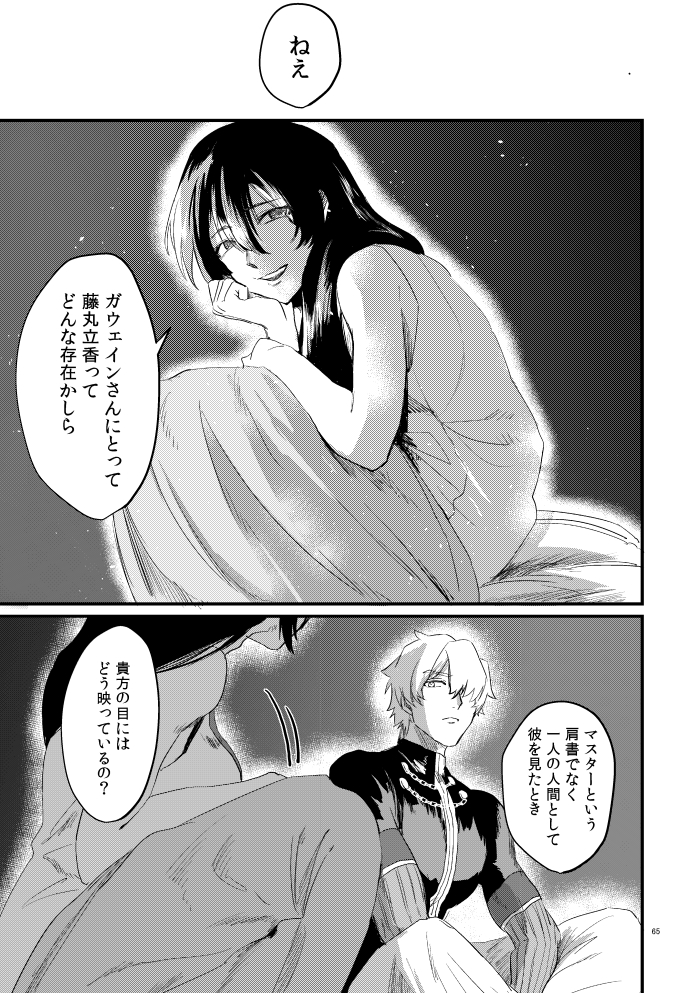 ねえ
ガウェインさんにとって
藤丸立香って
どんな存在かしら
マスターという
肩書でなく
一人の人間として
彼を見たとき
貴方の目には
どう映っているの？
65